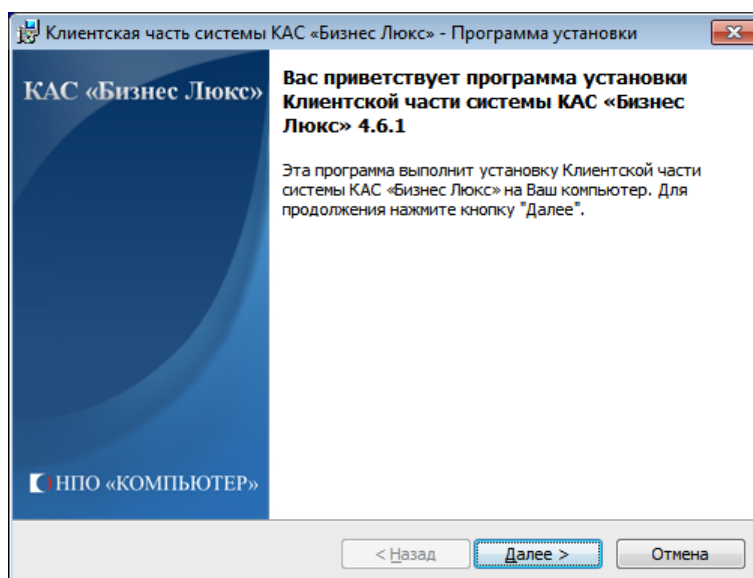 Клиентская часть системы КАС «Бизнес Люкс» - Программа установки
КАС «Бизнес Люкс»
Вас приветствует программа установки
Клиентской части системы КАС «Бизнес
Люкс» 4.6.1
Эта программа выполнит установку Клиентской части
системы КАС «Бизнес Люкс» на Ваш компьютер. Для
продолжения нажмите кнопку "Далее".
НПО «КОМПЬЮТЕР»
< Назад
Далее >
Отмена